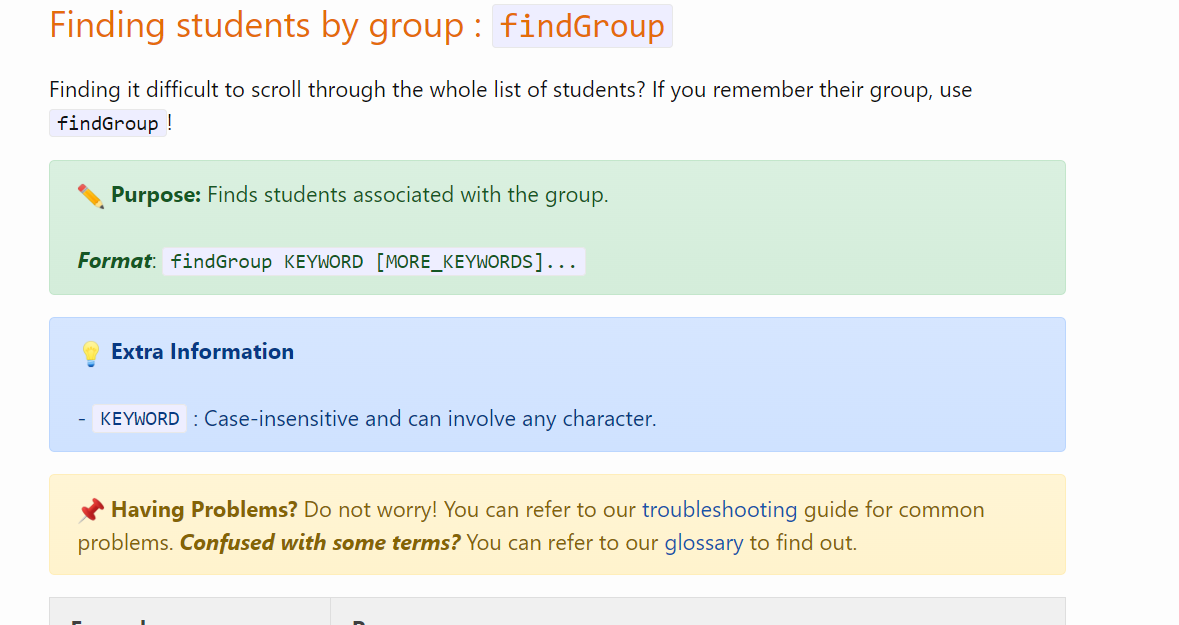 Finding students by group : findGroup
Finding it difficult to scroll through the whole list of students? If you remember their group, use
findGroup!
Purpose: Finds students associated with the group.
Format: findGroup KEYWORD [MORE_KEYWORDS]...
Extra Information
- KEYWORD : Case-insensitive and can involve any character.
Having Problems? Do not worry! You can refer to our troubleshooting guide for common
problems. Confused with some terms? You can refer to our glossary to find out.